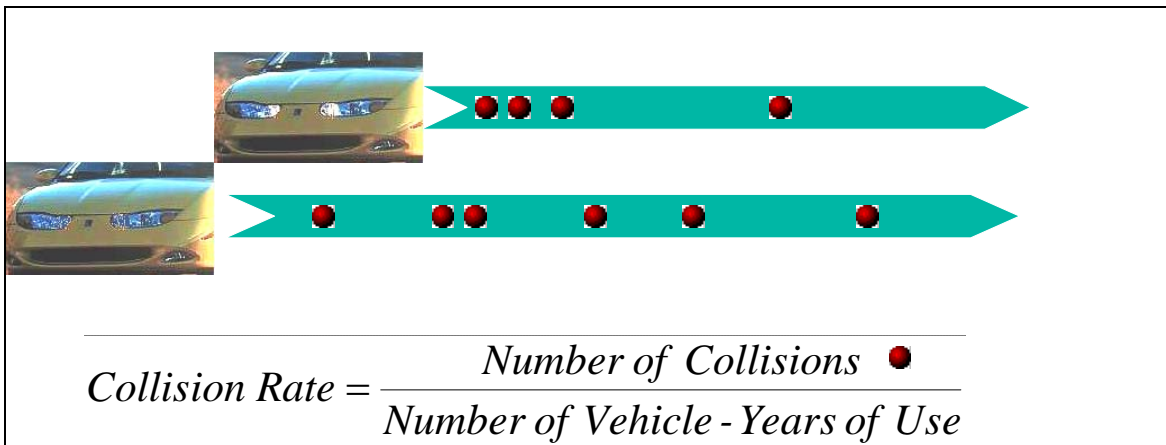 Collision Rate = Number of Collisions
Number of Vehicle - Years of Use